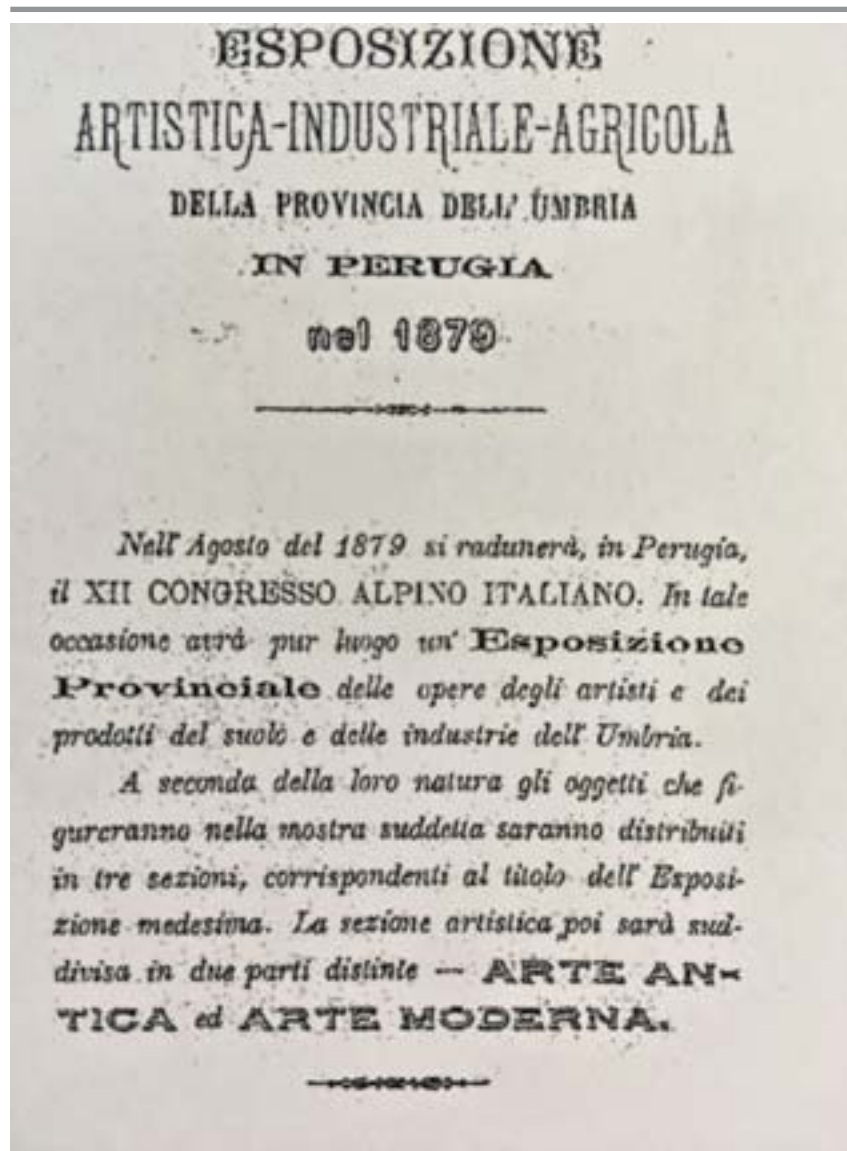 ESPOSIZIONE
ARTISTICA-INDUSTRIALE-AGRICOLA
DELLA PROVINCIA DELL' UMBRIA
IN PERUGIA
nel 1879
Nell' Agosto del 1879 si radunerà, in Perugia,
il XII CONGRESSO ALPINO ITALIANO. In tale
occasione avrà pur luogo un' Esposizione
Provinciale delle opere degli artisti e dei
prodotti del suolo e delle industrie dell' Umbria.
A seconda della loro natura gli oggetti che fi-
gureranno nella mostra suddetta saranno distribuiti
in tre sezioni, corrispondenti al titolo dell' Esposi-
zione medesima. La sezione artistica poi sarà sud-
divisa in due parti distinte — ARTE AN-
TICA ed ARTE MODERNA.